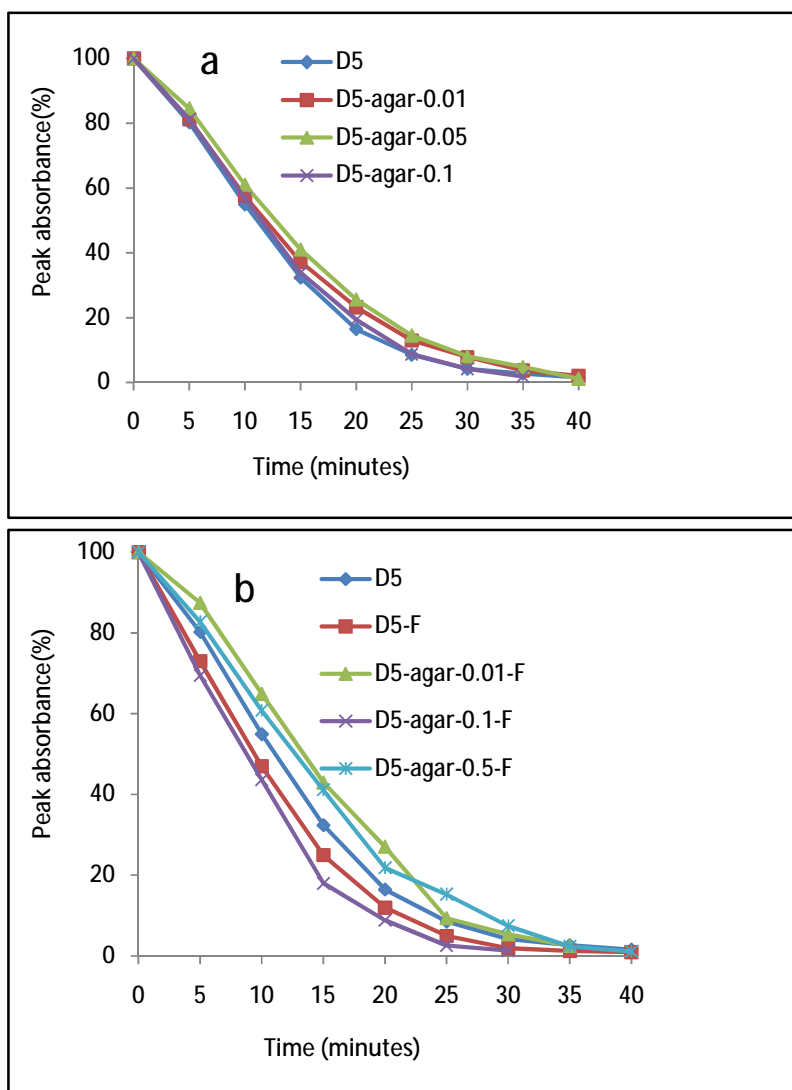 a
D5
D5-agar-0.01
D5-agar-0.05
D5-agar-0.1
Peak absorbance(%)
100
80
60
40
20
0
0 5 10 15 20 25 30 35 40
Time (minutes)
b
D5
D5-F
D5-agar-0.01-F
D5-agar-0.1-F
D5-agar-0.5-F
Peak absorbance(%)
100
80
60
40
20
0
0 5 10 15 20 25 30 35 40
Time (minutes)